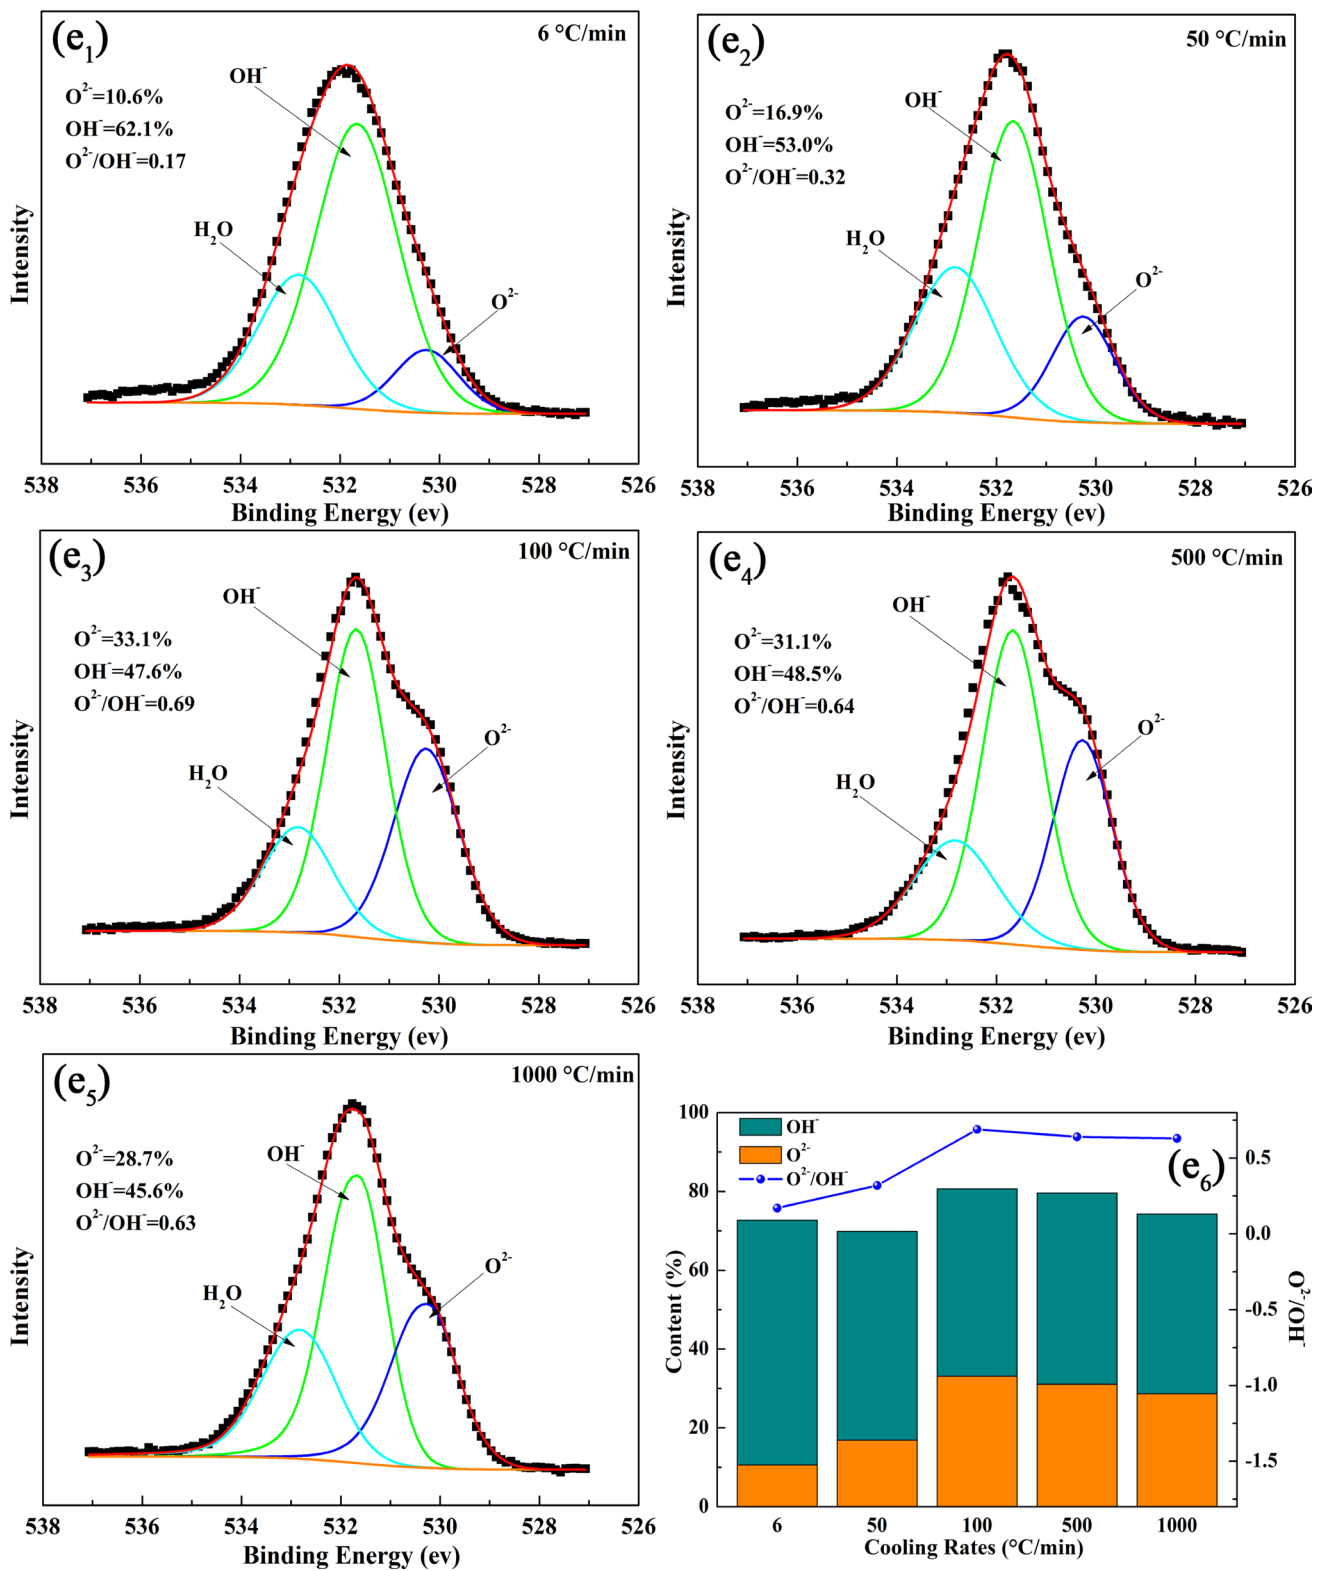 (e1)
6 °C/min
OH⁻
O²⁻=10.6%
OH⁻=62.1%
O²⁻/OH⁻=0.17
H₂O
O²⁻
Intensity
538 536 534 532 530 528 526
Binding Energy (ev)
(e2)
50 °C/min
OH⁻
O²⁻=16.9%
OH⁻=53.0%
O²⁻/OH⁻=0.32
H₂O
O²⁻
Intensity
538 536 534 532 530 528 526
Binding Energy (ev)
(e3)
100 °C/min
OH⁻
O²⁻=33.1%
OH⁻=47.6%
O²⁻/OH⁻=0.69
H₂O
O²⁻
Intensity
538 536 534 532 530 528 526
Binding Energy (ev)
(e4)
500 °C/min
OH⁻
O²⁻=31.1%
OH⁻=48.5%
O²⁻/OH⁻=0.64
H₂O
O²⁻
Intensity
538 536 534 532 530 528 526
Binding Energy (ev)
(e5)
1000 °C/min
OH⁻
O²⁻=28.7%
OH⁻=45.6%
O²⁻/OH⁻=0.63
H₂O
O²⁻
Intensity
538 536 534 532 530 528 526
Binding Energy (ev)
(e6)
OH⁻
O²⁻
O²⁻/OH⁻
100
80
60
40
20
0
Content (%)
0.5
0.0
-0.5
-1.0
-1.5
O²⁻/OH⁻
6 50 100 500 1000
Cooling Rates (°C/min)